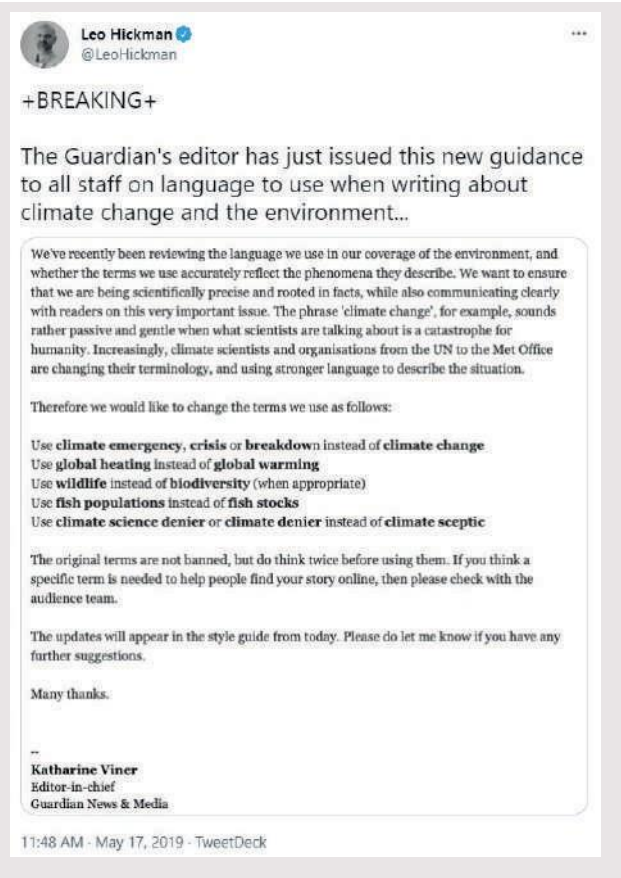 Leo Hickman
@LeoHickman
+BREAKING+
The Guardian's editor has just issued this new guidance
to all staff on language to use when writing about
climate change and the environment...
We've recently been reviewing the language we use in our coverage of the environment, and
whether the terms we use accurately reflect the phenomena they describe. We want to ensure
that we are being scientifically precise and rooted in facts, while also communicating clearly
with readers on this very important issue. The phrase 'climate change', for example, sounds
rather passive and gentle when what scientists are talking about is a catastrophe for
humanity. Increasingly, climate scientists and organisations from the UN to the Met Office
are changing their terminology, and using stronger language to describe the situation.
Therefore we would like to change the terms we use as follows:
Use climate emergency, crisis or breakdown instead of climate change
Use global heating instead of global warming
Use wildlife instead of biodiversity (when appropriate)
Use fish populations instead of fish stocks
Use climate science denier or climate denier instead of climate sceptic
The original terms are not banned, but do think twice before using them. If you think a
specific term is needed to help people find your story online, then please check with the
audience team.
The updates will appear in the style guide from today. Please do let me know if you have any
further suggestions.
Many thanks.
--
Katharine Viner
Editor-in-chief
Guardian News & Media
11:48 AM · May 17, 2019 · TweetDeck